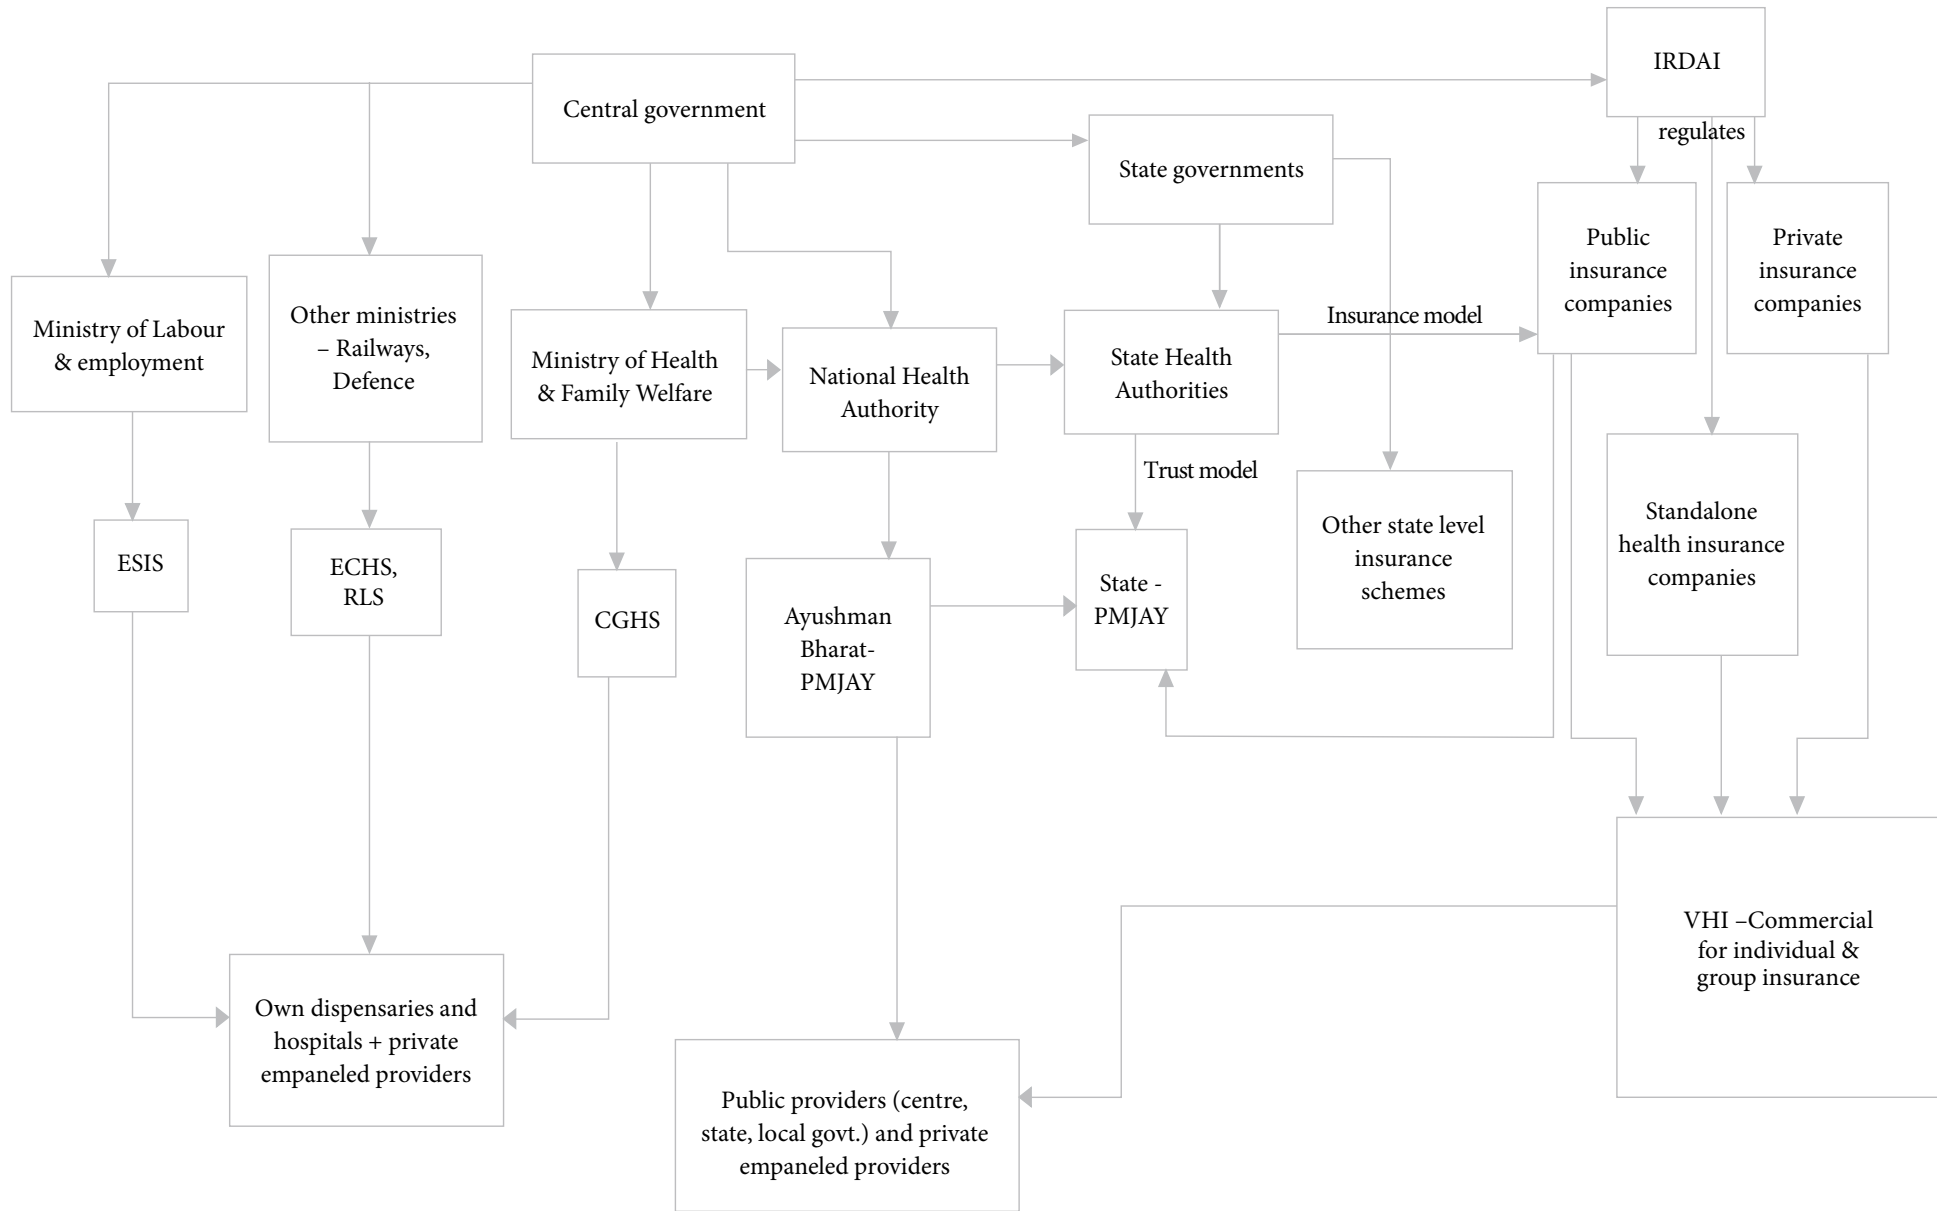 IRDAI
Central government
regulates
State governments
Public
insurance
companies
Private
insurance
companies
Ministry of Labour
& employment
Other ministries
– Railways,
Defence
Ministry of Health
& Family Welfare
National Health
Authority
State Health
Authorities
Insurance model
Trust model
ESIS
ECHS,
RLS
CGHS
Ayushman
Bharat-
PMJAY
State -
PMJAY
Other state level
insurance
schemes
Standalone
health insurance
companies
Own dispensaries and
hospitals + private
empaneled providers
Public providers (centre,
state, local govt.) and private
empaneled providers
VHI –Commercial
for individual &
group insurance